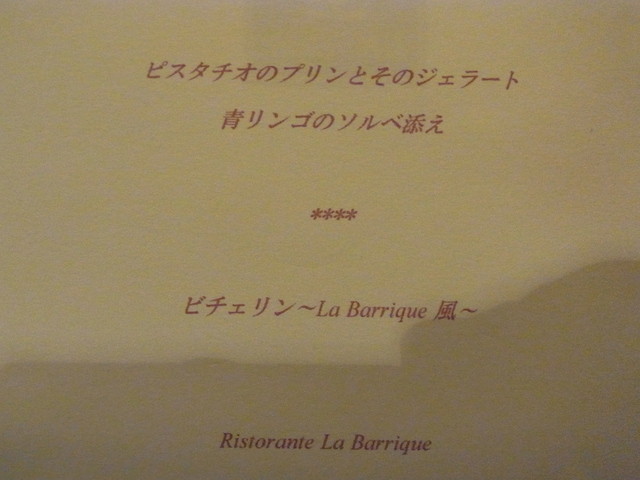 ピスタチオのプリンとそのジェラート
青リンゴのソルベ添え
****
ビチェリン～La Barrique 風～
Ristorante La Barrique